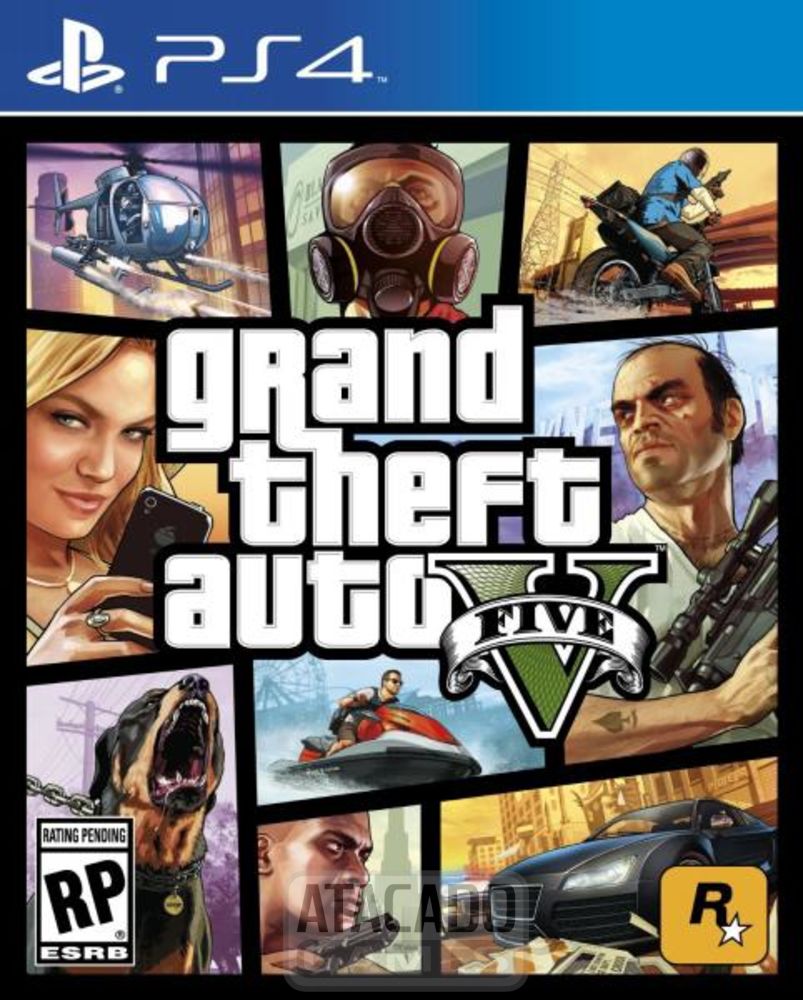 PS4
grand
theft
auto
V
FIVE
RATING PENDING
RP
ESRB
R
ATACADO